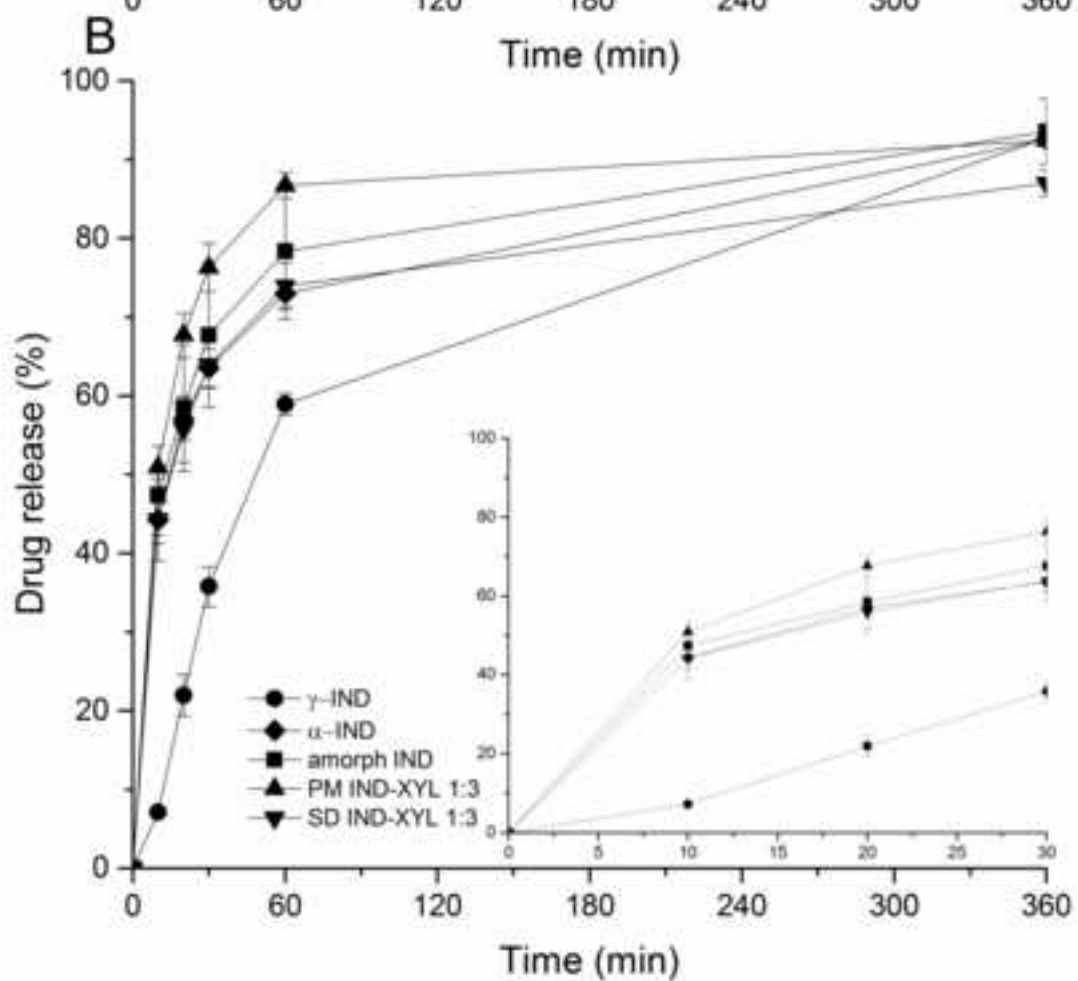 0 60 120 180 240 300 360
Time (min)
B
100
80
60
40
20
0
Drug release (%)
γ-IND
α-IND
amorph IND
PM IND-XYL 1:3
SD IND-XYL 1:3
100
80
60
40
20
0
0 5 10 15 20 25 30
0 60 120 180 240 300 360
Time (min)